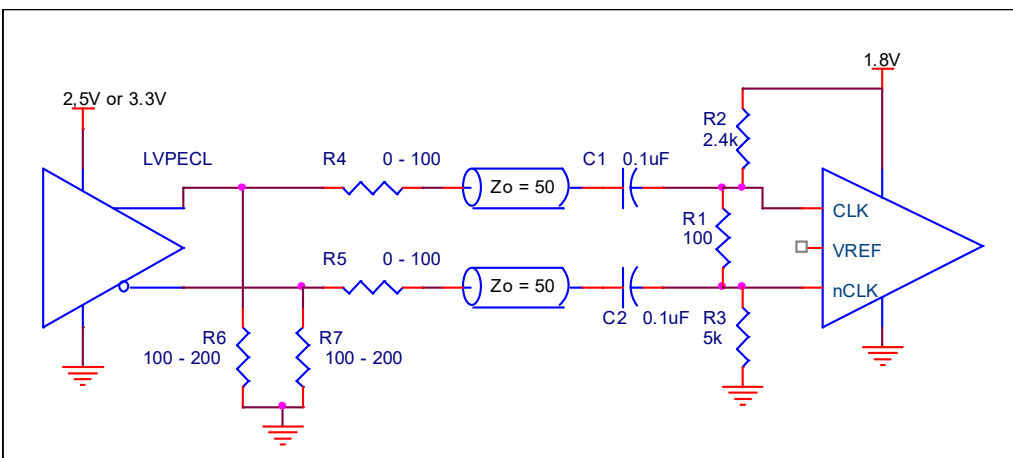 1.8V
2.5V or 3.3V
R2
2.4k
LVPECL
R4 0 - 100
C1 0.1uF
Zo = 50
CLK
R1
100
VREF
R5 0 - 100
Zo = 50
nCLK
C2 0.1uF
R3
5k
R6
100 - 200
R7
100 - 200